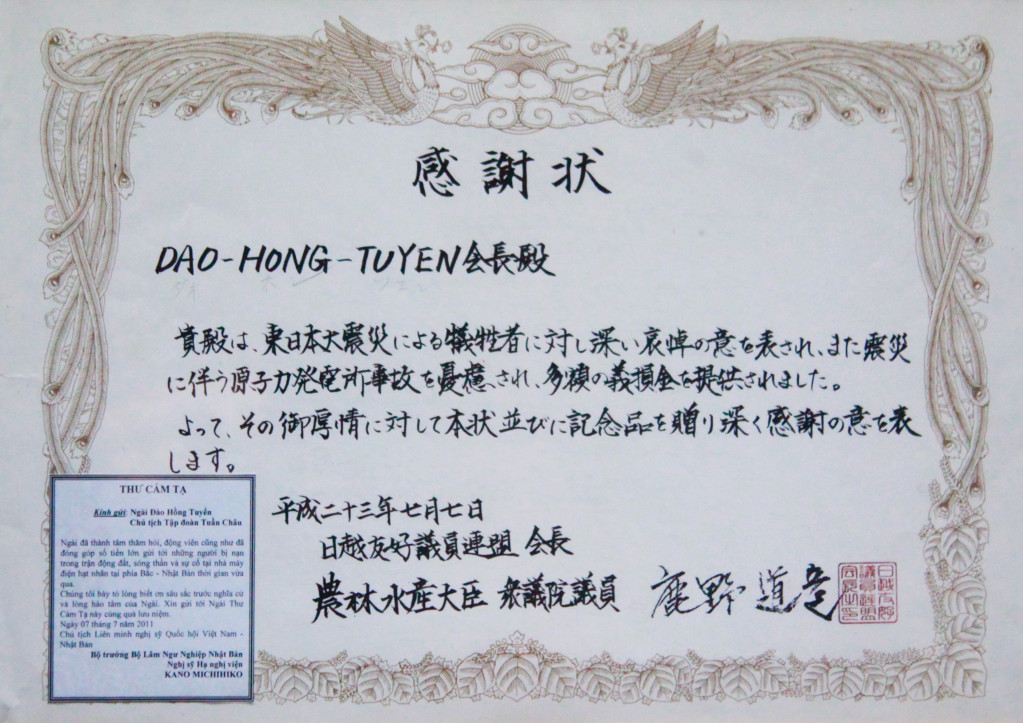 感謝状
DAO-HONG-TUYEN会長殿
貴殿は、東日本大震災による犠牲者に対し深い哀悼の意を表され、また震災
に伴う原子力発電所事故を憂慮され、多額の義損金を提供されました。
よって、その御厚情に対して本状並びに記念品を贈り深く感謝の意を表
します。
平成二十三年七月七日
日越友好議員連盟 会長
農林水産大臣 衆議院議員 鹿野道彦
日越友好
議員連盟
会長之印
THƯ CẢM TẠ
Kính gửi: Ngài Đào Hồng Tuyển
Chủ tịch Tập đoàn Tuần Châu
Ngài đã thành tâm thăm hỏi, động viên cũng như đã
đóng góp số tiền lớn gửi tới những người bị nạn
trong trận động đất, sóng thần và sự cố tại nhà máy
điện hạt nhân tại phía Bắc - Nhật Bản thời gian vừa
qua.
Chúng tôi bày tỏ lòng biết ơn sâu sắc trước nghĩa cử
và lòng hảo tâm của Ngài. Xin gửi tới Ngài Thư
Cảm Tạ này cùng quà lưu niệm.
Ngày 07 tháng 7 năm 2011
Chủ tịch Liên minh nghị sỹ Quốc hội Việt Nam -
Nhật Bản
Bộ trưởng Bộ Lâm Ngư Nghiệp Nhật Bản
Nghị sỹ Hạ nghị viện
KANO MICHIHIKO